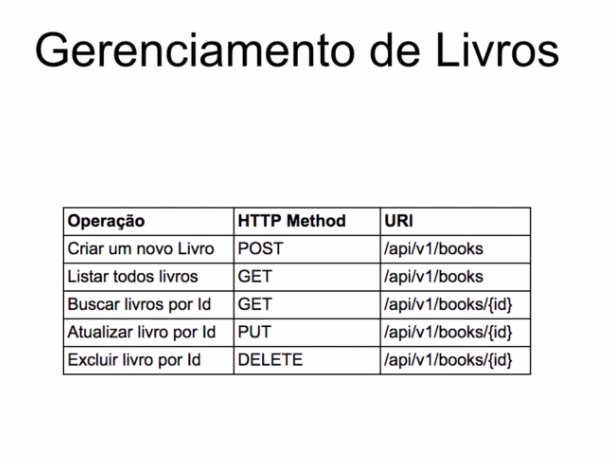 Gerenciamento de Livros
Operação HTTP Method URI
Criar um novo Livro POST /api/v1/books
Listar todos livros GET /api/v1/books
Buscar livros por Id GET /api/v1/books/{id}
Atualizar livro por Id PUT /api/v1/books/{id}
Excluir livro por Id DELETE /api/v1/books/{id}